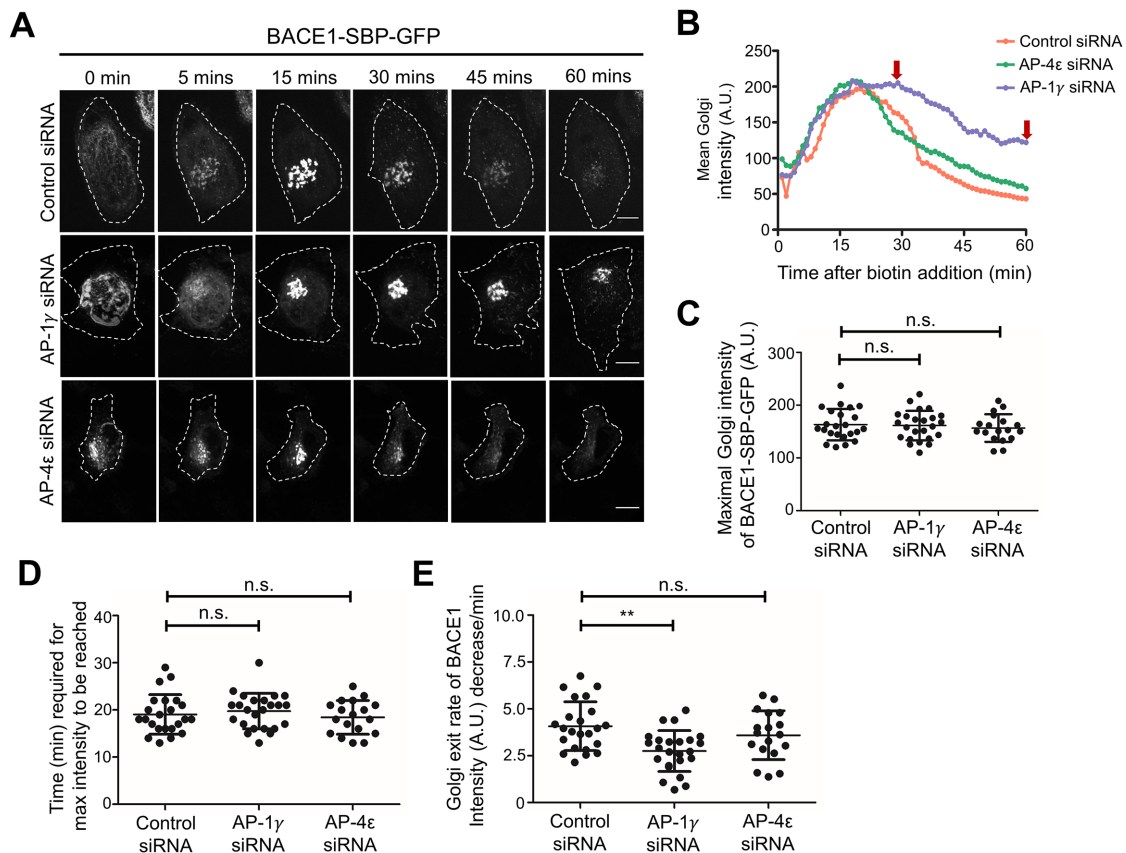 A
BACE1-SBP-GFP
0 min
5 mins
15 mins
30 mins
45 mins
60 mins
Control siRNA
AP-1γ siRNA
AP-4ε siRNA
B
Mean Golgi
intensity (A.U.)
250
200
150
100
50
0
0
15
30
45
60
Time after biotin addition (min)
Control siRNA
AP-4ε siRNA
AP-1γ siRNA
C
Maximal Golgi intensity
of BACE1-SBP-GFP (A.U.)
300
200
100
0
n.s.
n.s.
Control
siRNA
AP-1γ
siRNA
AP-4ε
siRNA
D
Time (min) required for
max intensity to be reached
40
30
20
10
0
n.s.
n.s.
Control
siRNA
AP-1γ
siRNA
AP-4ε
siRNA
E
Golgi exit rate of BACE1
Intensity (A.U.) decrease/min
10.0
7.5
5.0
2.5
0
n.s.
**
Control
siRNA
AP-1γ
siRNA
AP-4ε
siRNA